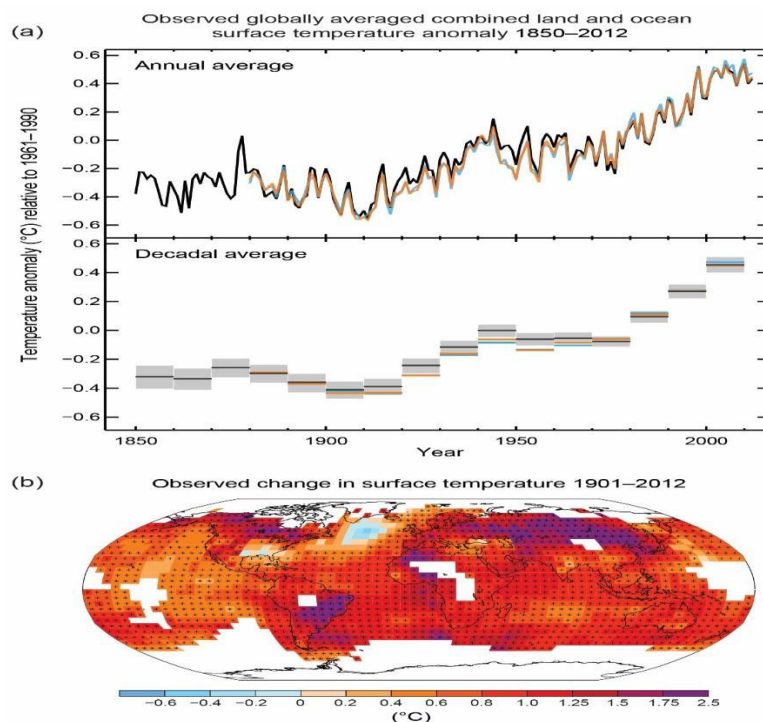 Observed globally averaged combined land and ocean
(a)
surface temperature anomaly 1850–2012
Annual average
0.6
0.4
0.2
0.0
−0.2
−0.4
−0.6
Temperature anomaly (°C) relative to 1961–1990
Decadal average
0.6
0.4
0.2
0.0
−0.2
−0.4
−0.6
1850
1900
1950
2000
Year
(b)
Observed change in surface temperature 1901–2012
−0.6 −0.4 −0.2 0 0.2 0.4 0.6 0.8 1.0 1.25 1.5 1.75 2.5
(°C)